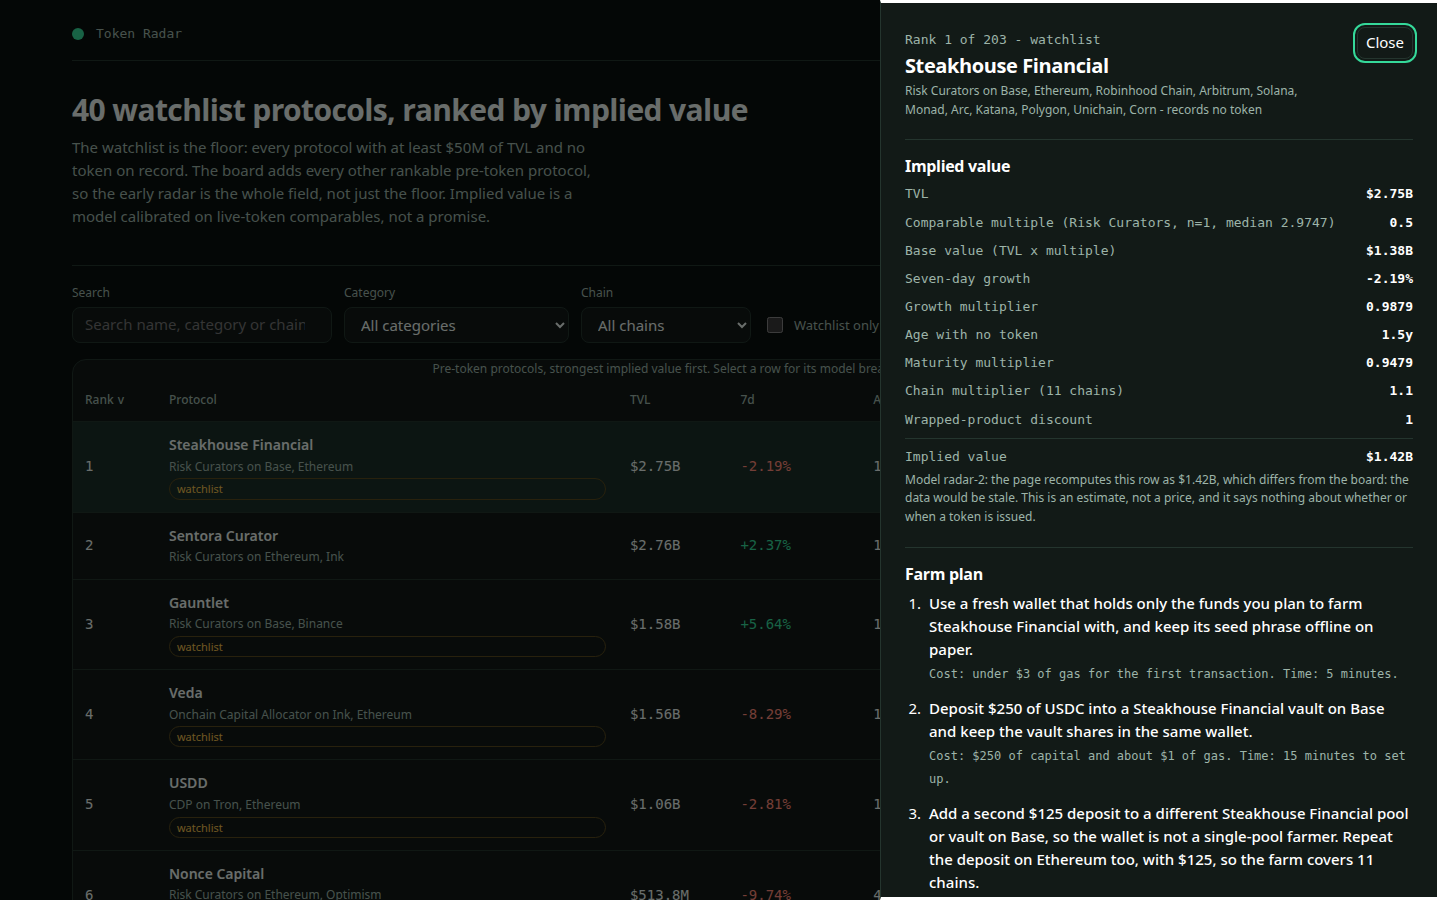 Token Radar
40 watchlist protocols, ranked by implied value
The watchlist is the floor: every protocol with at least $50M of TVL and no
token on record. The board adds every other rankable pre-token protocol,
so the early radar is the whole field, not just the floor. Implied value is a
model calibrated on live-token comparables, not a promise.
Search
Category
Chain
Search name, category or chain
All categories
All chains
Watchlist only
Pre-token protocols, strongest implied value first. Select a row for its model
Rank v
Protocol
TVL
7d
1
Steakhouse Financial
Risk Curators on Base, Ethereum
watchlist
$2.75B
-2.19%
2
Sentora Curator
Risk Curators on Ethereum, Ink
$2.76B
+2.37%
3
Gauntlet
Risk Curators on Base, Binance
watchlist
$1.58B
+5.64%
4
Veda
Onchain Capital Allocator on Ink, Ethereum
watchlist
$1.56B
-8.29%
5
USDD
CDP on Tron, Ethereum
watchlist
$1.06B
-2.81%
6
Nonce Capital
Risk Curators on Ethereum, Optimism
$513.8M
-9.74%
Rank 1 of 203 - watchlist
Close
Steakhouse Financial
Risk Curators on Base, Ethereum, Robinhood Chain, Arbitrum, Solana,
Monad, Arc, Katana, Polygon, Unichain, Corn - records no token
Implied value
TVL $2.75B
Comparable multiple (Risk Curators, n=1, median 2.9747) 0.5
Base value (TVL x multiple) $1.38B
Seven-day growth -2.19%
Growth multiplier 0.9879
Age with no token 1.5y
Maturity multiplier 0.9479
Chain multiplier (11 chains) 1.1
Wrapped-product discount 1
Implied value $1.42B
Model radar-2: the page recomputes this row as $1.42B, which differs from the board: the
data would be stale. This is an estimate, not a price, and it says nothing about whether or
when a token is issued.
Farm plan
1. Use a fresh wallet that holds only the funds you plan to farm
Steakhouse Financial with, and keep its seed phrase offline on
paper.
Cost: under $3 of gas for the first transaction. Time: 5 minutes.
2. Deposit $250 of USDC into a Steakhouse Financial vault on Base
and keep the vault shares in the same wallet.
Cost: $250 of capital and about $1 of gas. Time: 15 minutes to set
up.
3. Add a second $125 deposit to a different Steakhouse Financial pool
or vault on Base, so the wallet is not a single-pool farmer. Repeat
the deposit on Ethereum too, with $125, so the farm covers 11
chains.